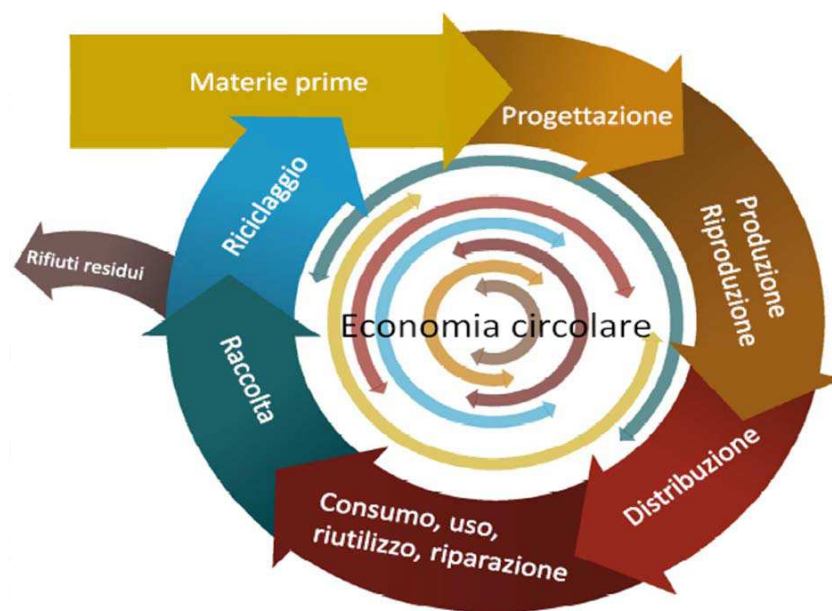 Materie prime
Progettazione
Produzione
Riproduzione
Distribuzione
Consumo, uso,
riutilizzo, riparazione
Raccolta
Riciclaggio
Rifiuti residui
Economia circolare